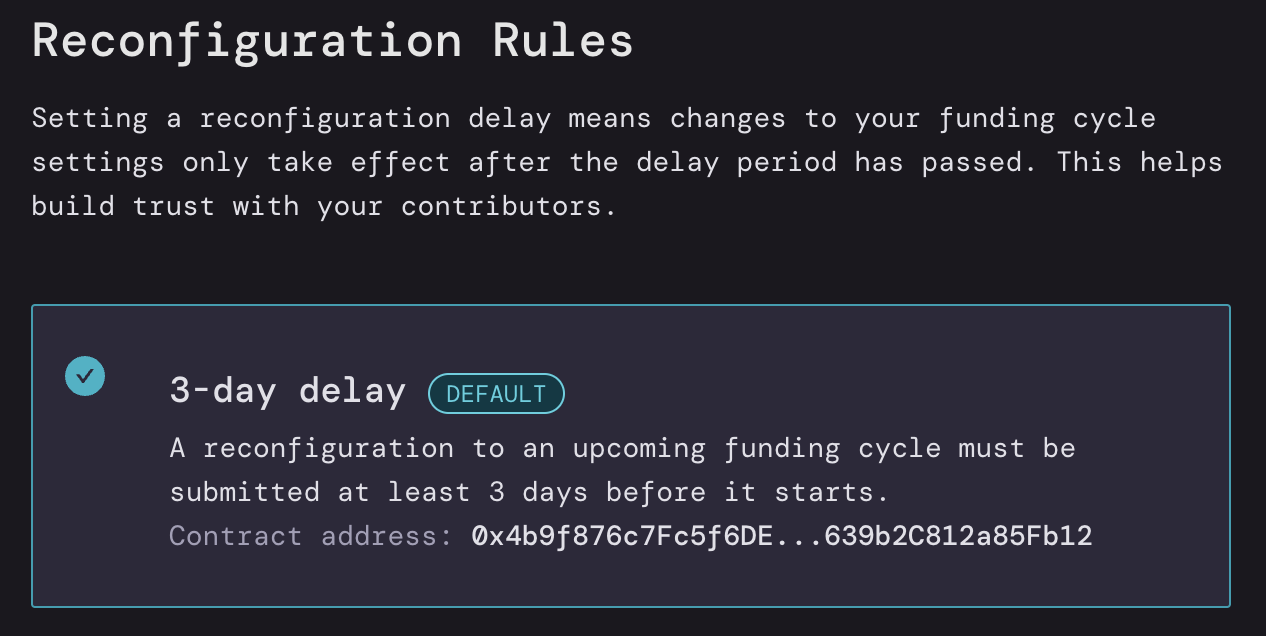 Reconfiguration Rules
Setting a reconfiguration delay means changes to your funding cycle
settings only take effect after the delay period has passed. This helps
build trust with your contributors.
3-day delay DEFAULT
A reconfiguration to an upcoming funding cycle must be
submitted at least 3 days before it starts.
Contract address: 0x4b9f876c7Fc5f6DE...639b2C812a85Fb12